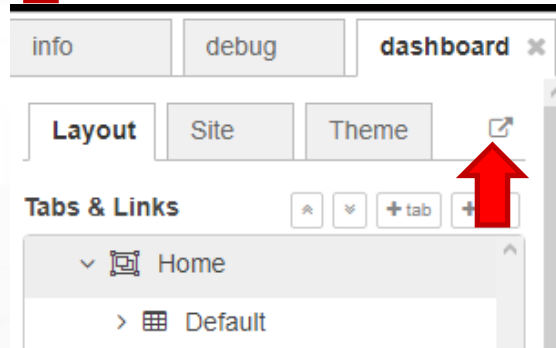 info debug dashboard
Layout Site Theme
Tabs & Links + tab +
Home
Default